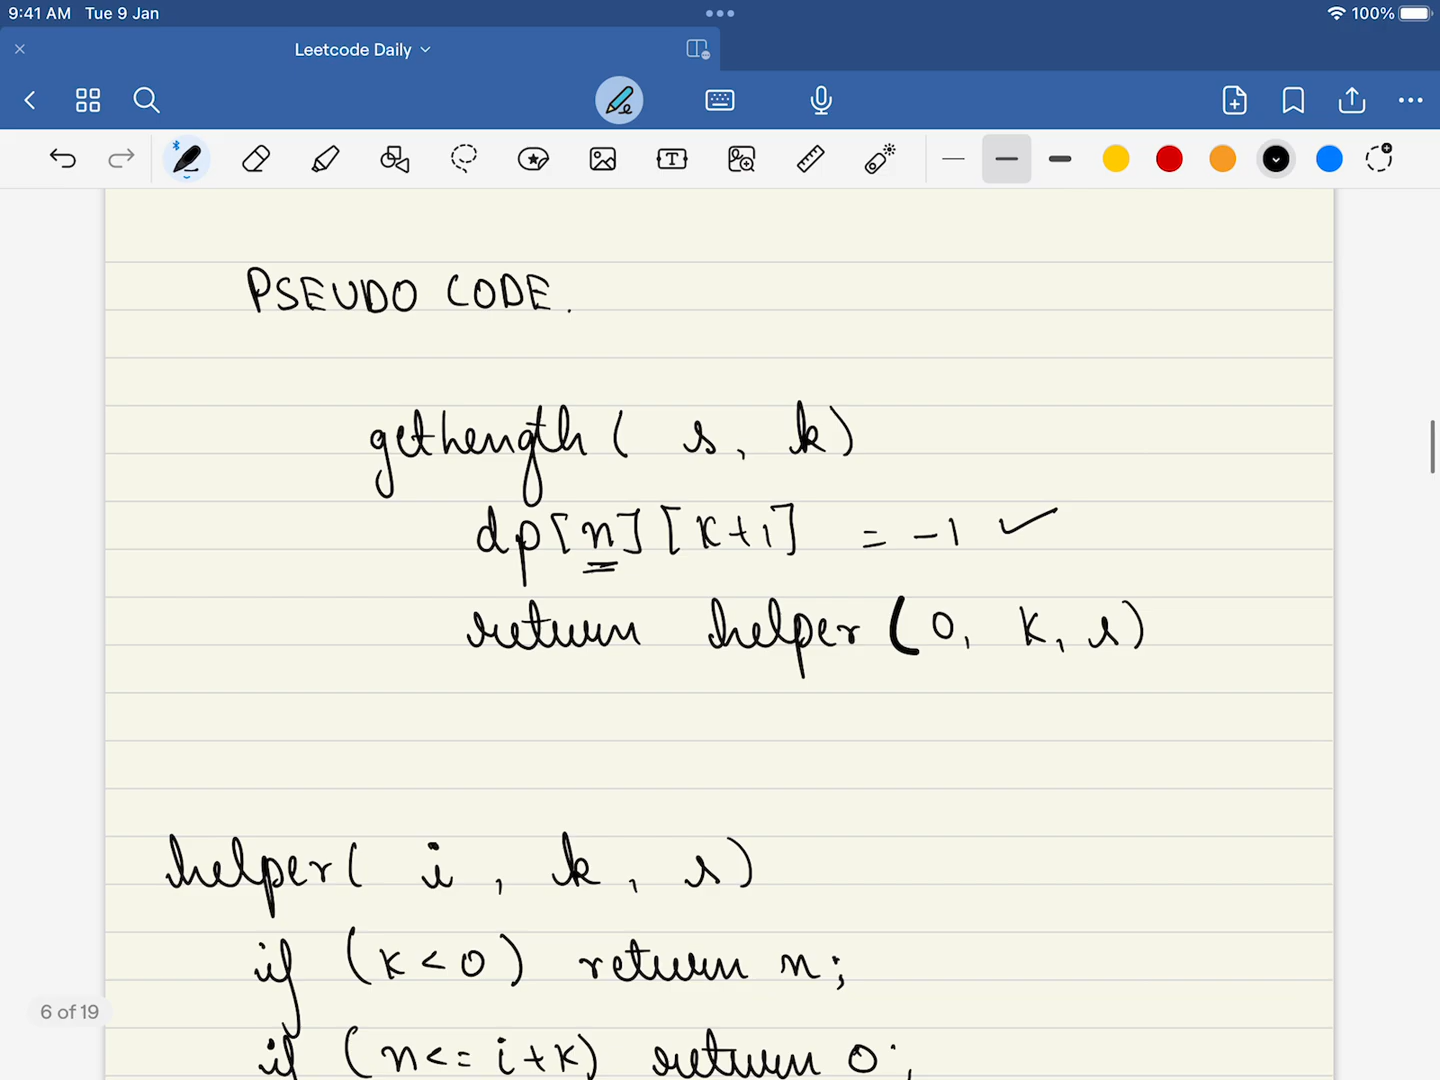 9:41 AM Tue 9 Jan
100%
Leetcode Daily
PSEUDO CODE.
getLength( s, k)
dp[n][k+1] = -1 ✓
return helper(0, k, s)
helper( i, k, s)
if (k<0) return n;
if (n<= i+k) return 0;
6 of 19